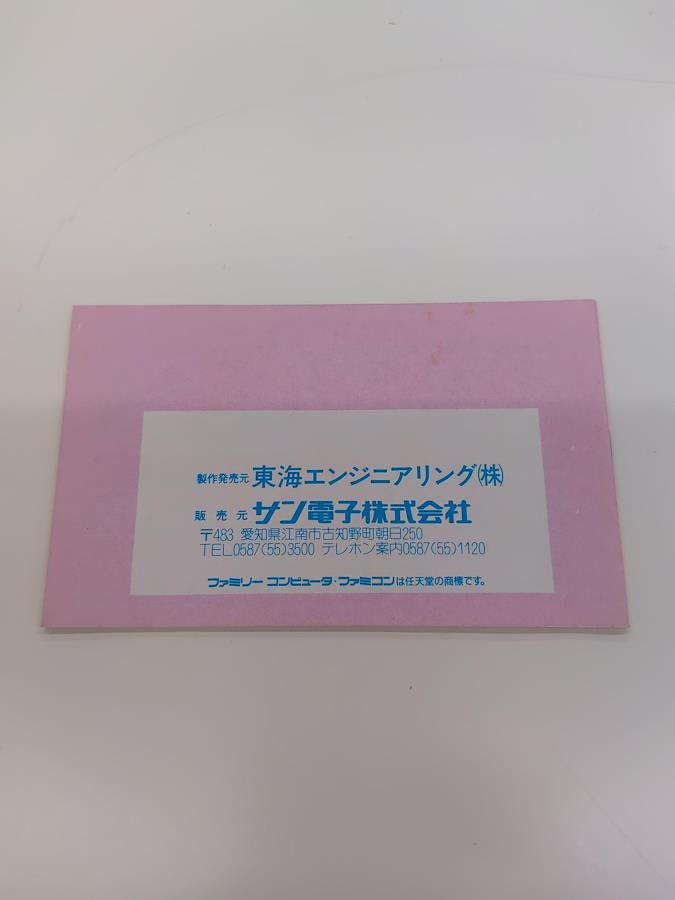 製作発売元 東海エンジニアリング㈱
販売元 サン電子株式会社
〒483 愛知県江南市古知野町朝日250
TEL0587(55)3500 テレホン案内0587(55)1120
ファミリーコンピュータ・ファミコンは任天堂の商標です。